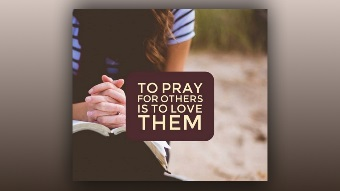 TO PRAY
FOR OTHERS
IS TO LOVE
THEM